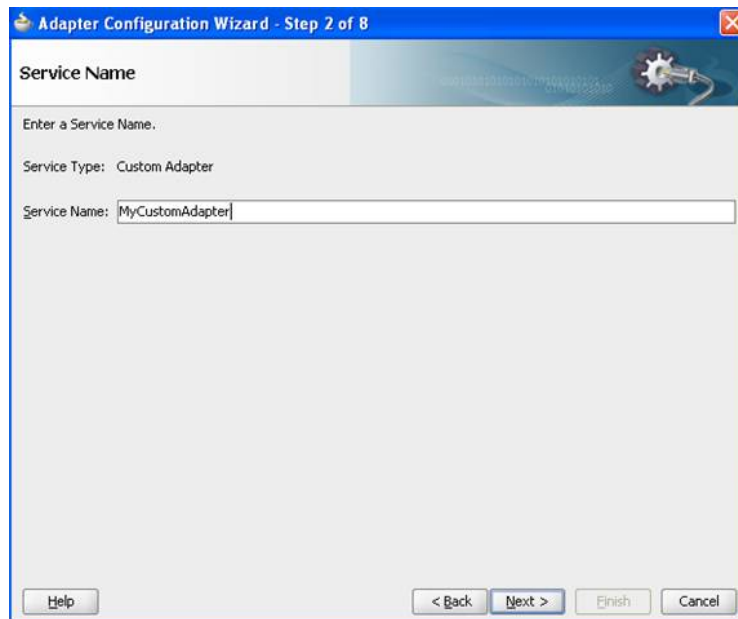 Adapter Configuration Wizard - Step 2 of 8
Service Name
Enter a Service Name.
Service Type: Custom Adapter
Service Name: MyCustomAdapter
Help < Back Next > Finish Cancel